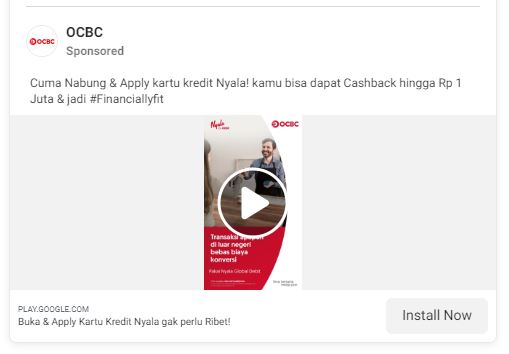 OCBC
OCBC
Sponsored
Cuma Nabung & Apply kartu kredit Nyala! kamu bisa dapat Cashback hingga Rp 1
Juta & jadi #Financiallyfit
Nyala
OCBC
Transaksi
di luar negeri
bebas biaya
konversi
Pakai Nyala Global Debit
PLAY.GOOGLE.COM
Buka & Apply Kartu Kredit Nyala gak perlu Ribet!
Install Now